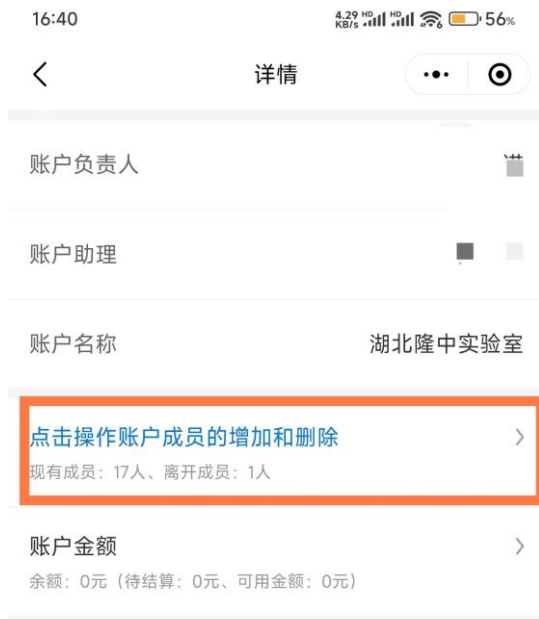 16:40
4.29 KB/s HD HD 6 56%
详情
账户负责人
账户助理
账户名称
湖北隆中实验室
点击操作账户成员的增加和删除
现有成员：17人、离开成员：1人
账户金额
余额：0元（待结算：0元、可用金额：0元）